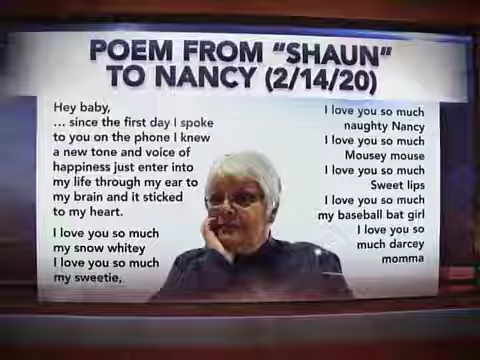 POEM FROM "SHAUN"
TO NANCY (2/14/20)
Hey baby,
... since the first day I spoke
to you on the phone I knew
a new tone and voice of
happiness just enter into
my life through my ear to
my brain and it sticked
to my heart.
I love you so much
my snow whitey
I love you so much
my sweetie,
I love you so much
naughty Nancy
I love you so much
Mousey mouse
I love you so much
Sweet lips
I love you so much
my baseball bat girl
I love you so
much darcey
momma